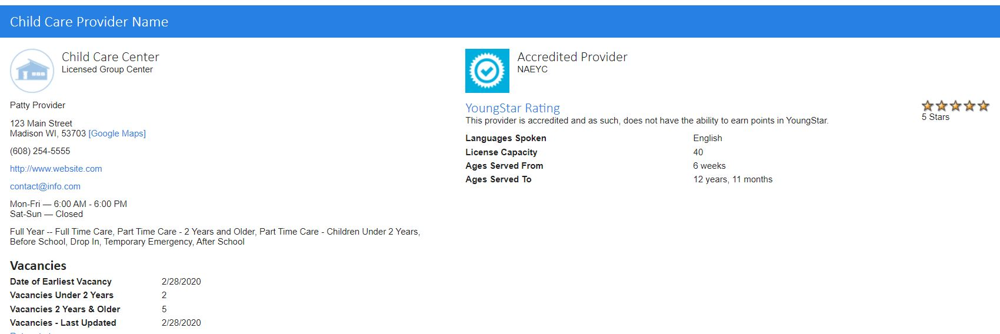 Child Care Provider Name
Child Care Center
Licensed Group Center
Patty Provider
123 Main Street
Madison WI, 53703 [Google Maps]
(608) 254-5555
http://www.website.com
contact@info.com
Mon-Fri — 6:00 AM - 6:00 PM
Sat-Sun — Closed
Full Year -- Full Time Care, Part Time Care - 2 Years and Older, Part Time Care - Children Under 2 Years,
Before School, Drop In, Temporary Emergency, After School
Vacancies
Date of Earliest Vacancy 2/28/2020
Vacancies Under 2 Years 2
Vacancies 2 Years & Older 5
Vacancies - Last Updated 2/28/2020
Accredited Provider
NAEYC
YoungStar Rating
5 Stars
This provider is accredited and as such, does not have the ability to earn points in YoungStar.
Languages Spoken English
License Capacity 40
Ages Served From 6 weeks
Ages Served To 12 years, 11 months